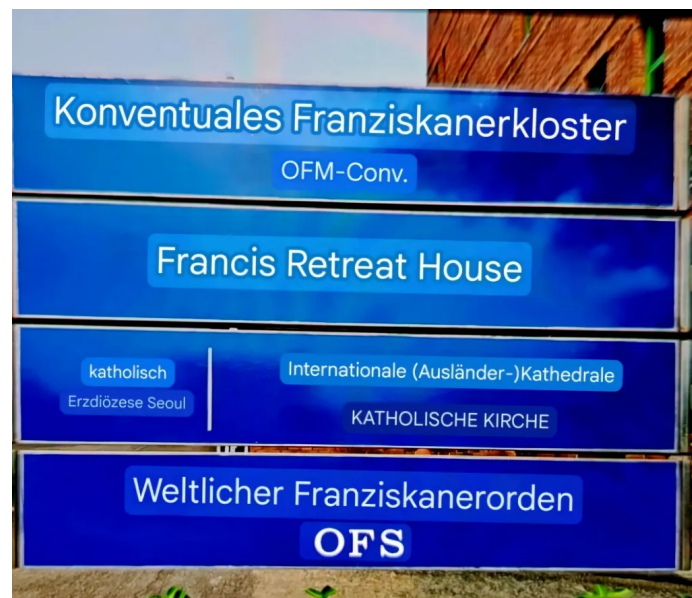 Konventuales Franziskanerkloster
OFM-Conv.
Francis Retreat House
katholisch
Erzdiözese Seoul
Internationale (Ausländer-)Kathedrale
KATHOLISCHE KIRCHE
Weltlicher Franziskanerorden
OFS